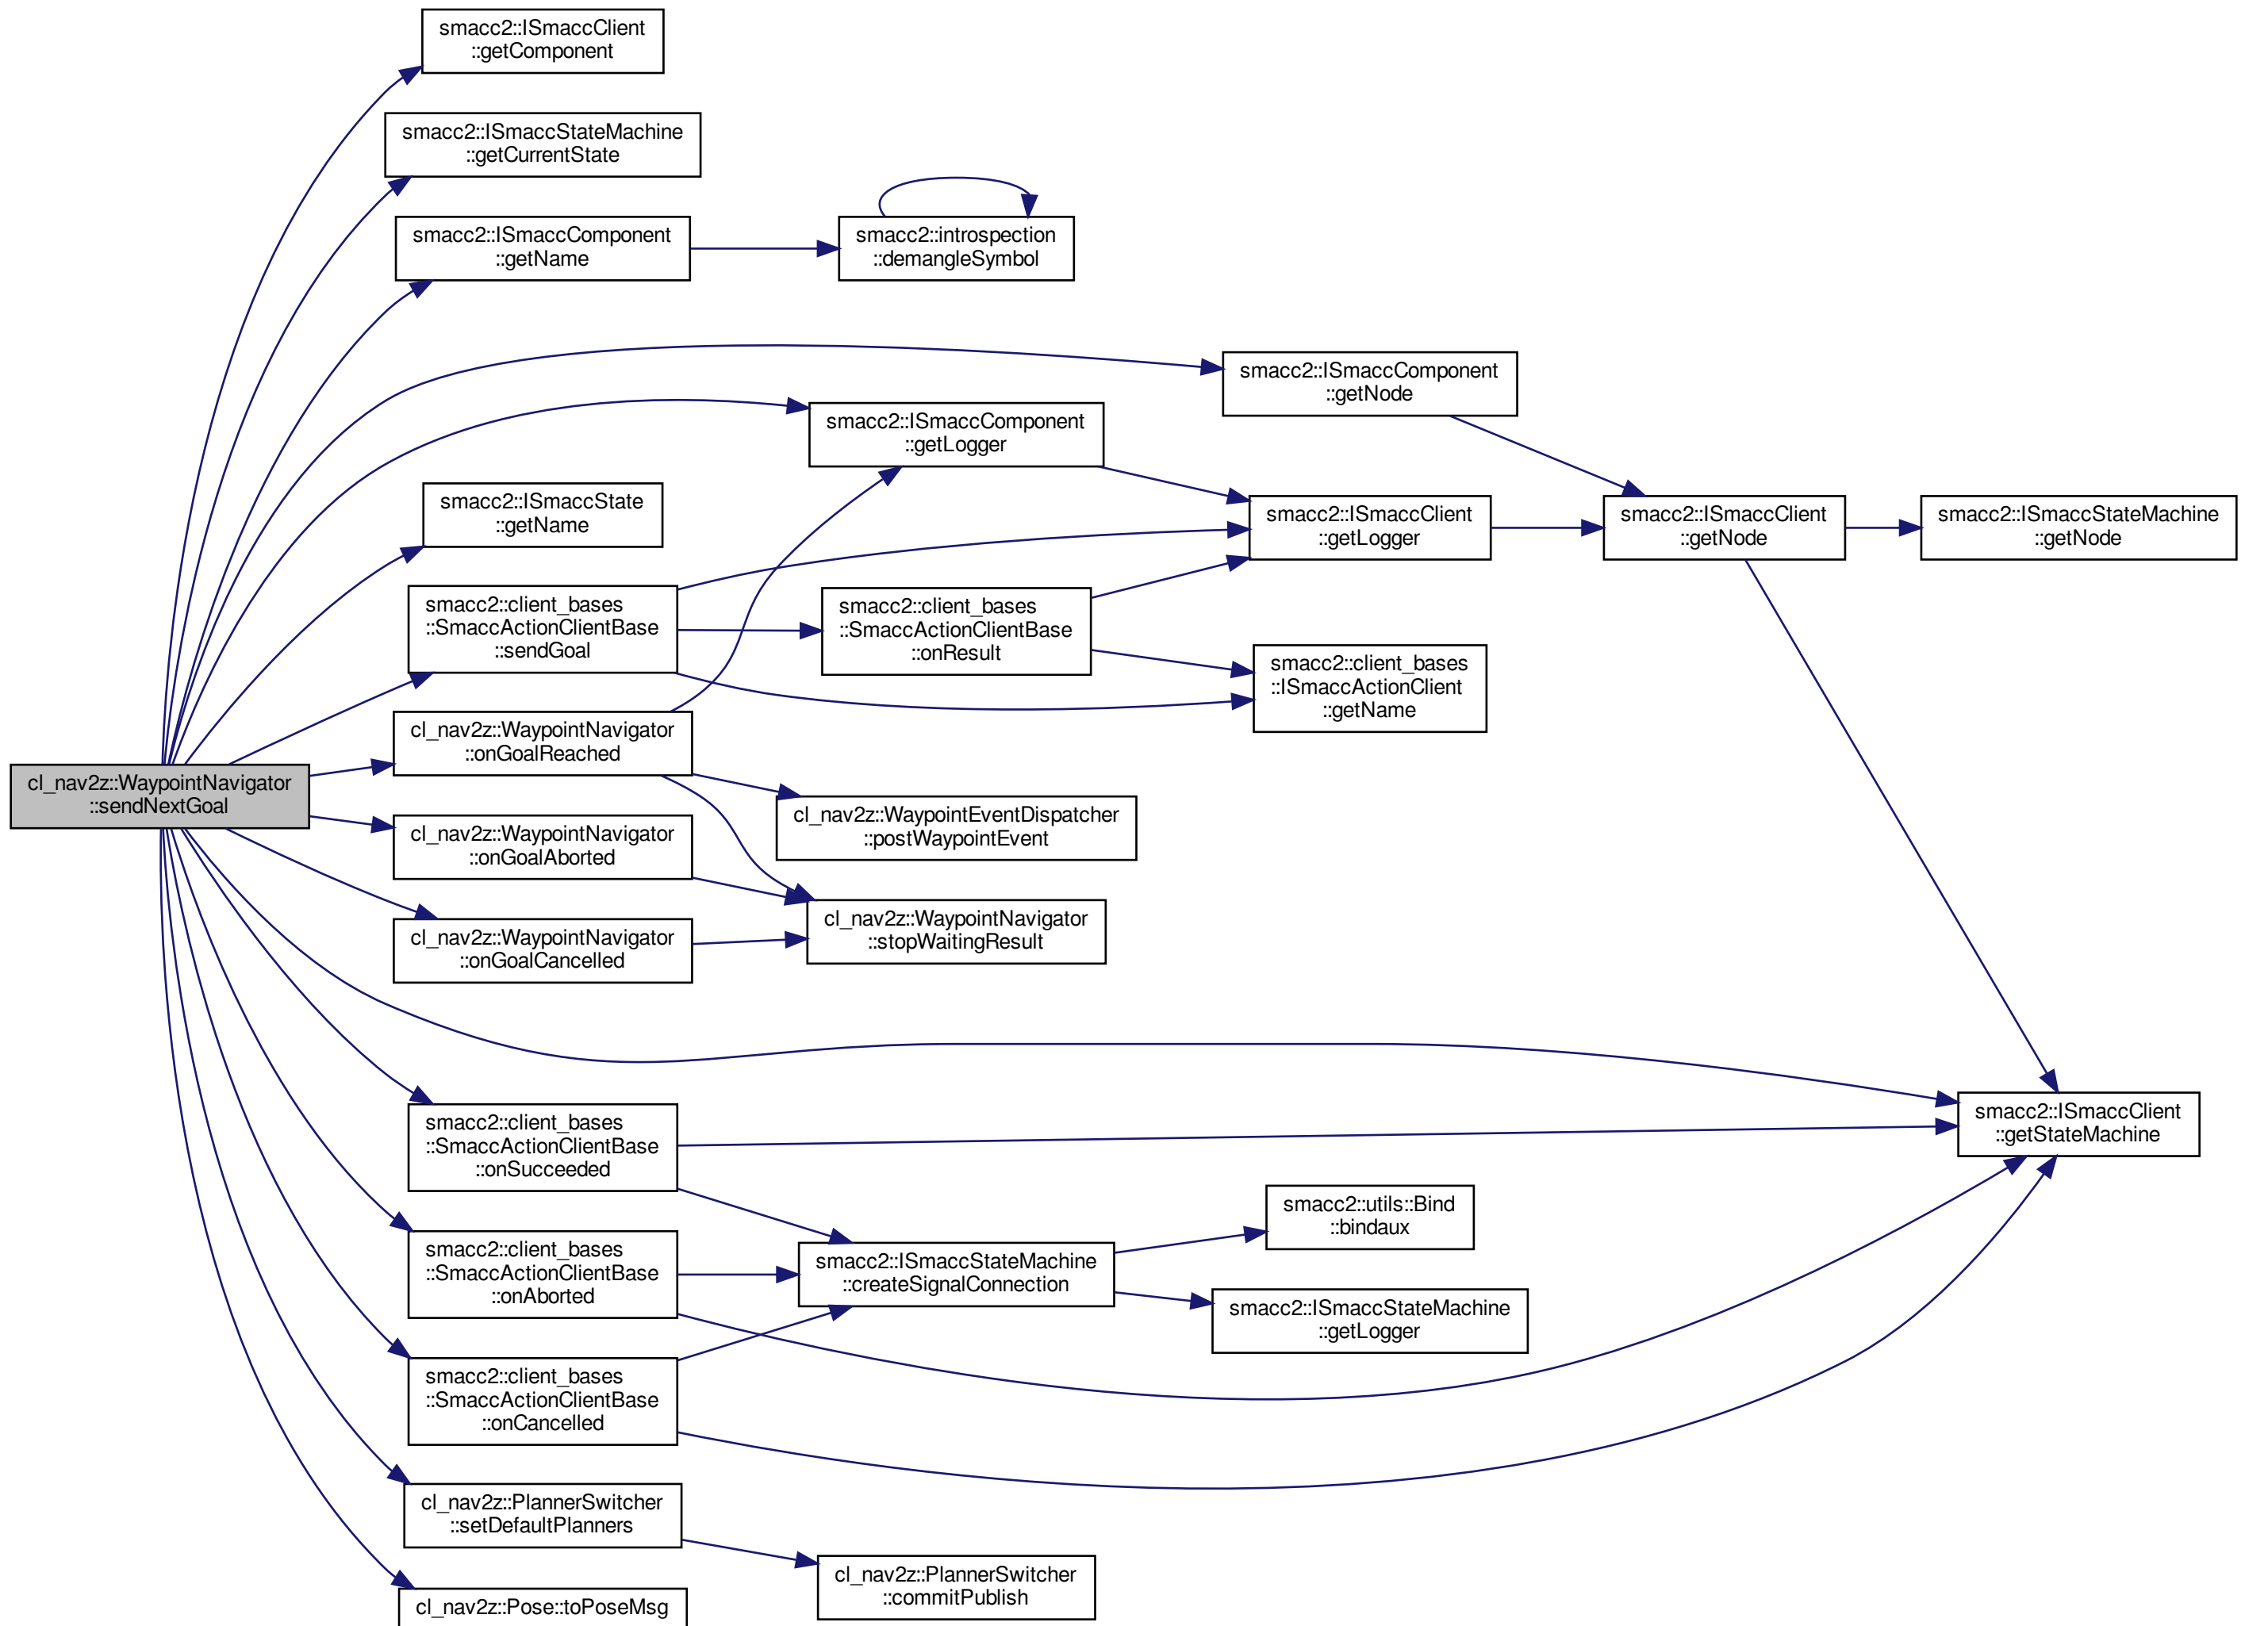 smacc2::ISmaccClient
::getComponent
smacc2::ISmaccStateMachine
::getCurrentState
smacc2::ISmaccComponent
::getName
smacc2::introspection
::demangleSymbol
smacc2::ISmaccComponent
::getNode
smacc2::ISmaccComponent
::getLogger
smacc2::ISmaccState
::getName
smacc2::ISmaccClient
::getLogger
smacc2::ISmaccClient
::getNode
smacc2::ISmaccStateMachine
::getNode
smacc2::client_bases
::SmaccActionClientBase
::sendGoal
smacc2::client_bases
::SmaccActionClientBase
::onResult
smacc2::client_bases
::ISmaccActionClient
::getName
cl_nav2z::WaypointNavigator
::onGoalReached
cl_nav2z::WaypointNavigator
::sendNextGoal
cl_nav2z::WaypointEventDispatcher
::postWaypointEvent
cl_nav2z::WaypointNavigator
::onGoalAborted
cl_nav2z::WaypointNavigator
::stopWaitingResult
cl_nav2z::WaypointNavigator
::onGoalCancelled
smacc2::client_bases
::SmaccActionClientBase
::onSucceeded
smacc2::ISmaccClient
::getStateMachine
smacc2::utils::Bind
::bindaux
smacc2::client_bases
::SmaccActionClientBase
::onAborted
smacc2::ISmaccStateMachine
::createSignalConnection
smacc2::ISmaccStateMachine
::getLogger
smacc2::client_bases
::SmaccActionClientBase
::onCancelled
cl_nav2z::PlannerSwitcher
::setDefaultPlanners
cl_nav2z::PlannerSwitcher
::commitPublish
cl_nav2z::Pose::toPoseMsg